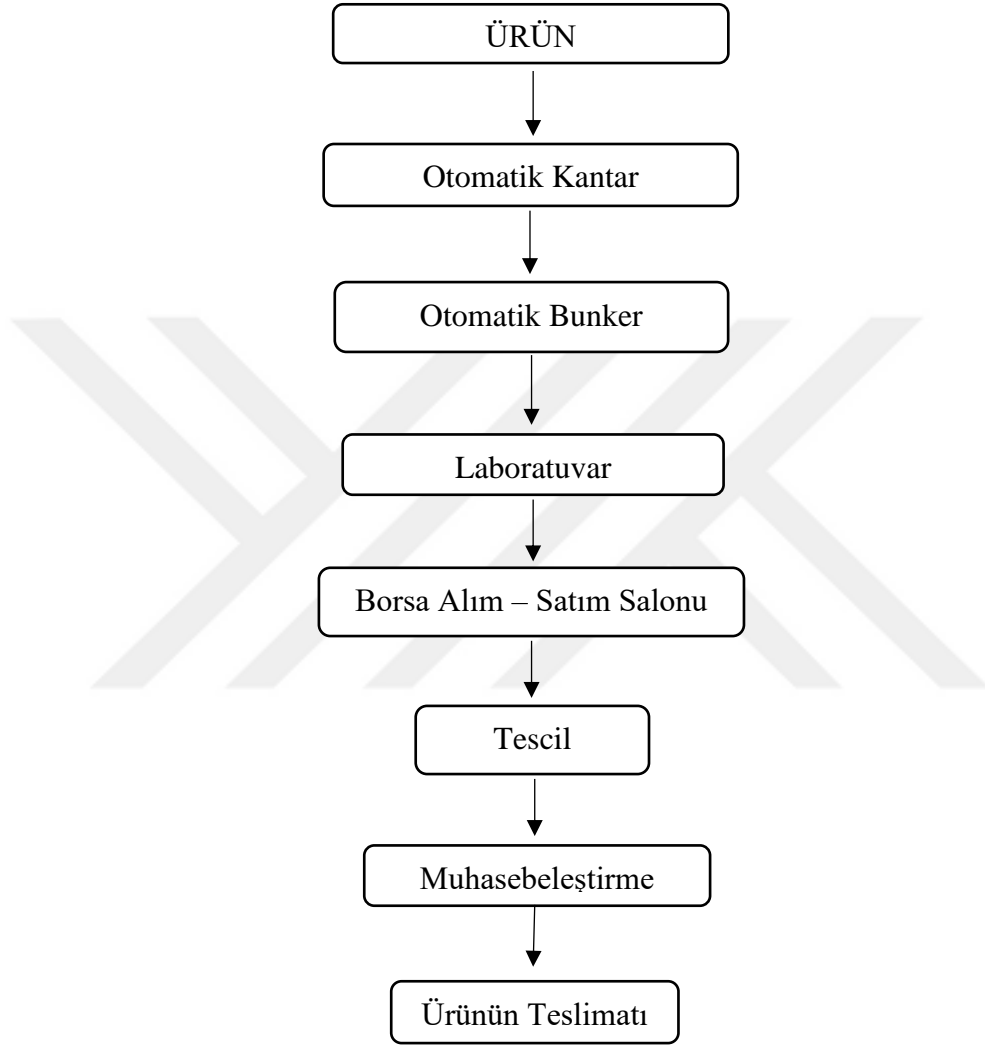 ÜRÜN
Otomatik Kantar
Otomatik Bunker
Laboratuvar
Borsa Alım – Satım Salonu
Tescil
Muhasebeleştirme
Ürünün Teslimatı